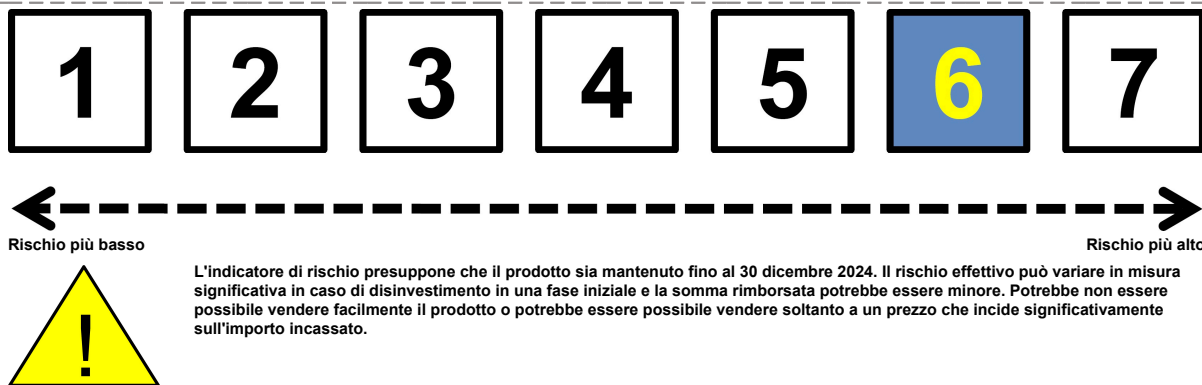 1 2 3 4 5 6 7
Rischio più basso Rischio più alto
L'indicatore di rischio presuppone che il prodotto sia mantenuto fino al 30 dicembre 2024. Il rischio effettivo può variare in misura
significativa in caso di disinvestimento in una fase iniziale e la somma rimborsata potrebbe essere minore. Potrebbe non essere
possibile vendere facilmente il prodotto o potrebbe essere possibile vendere soltanto a un prezzo che incide significativamente
sull'importo incassato.
!